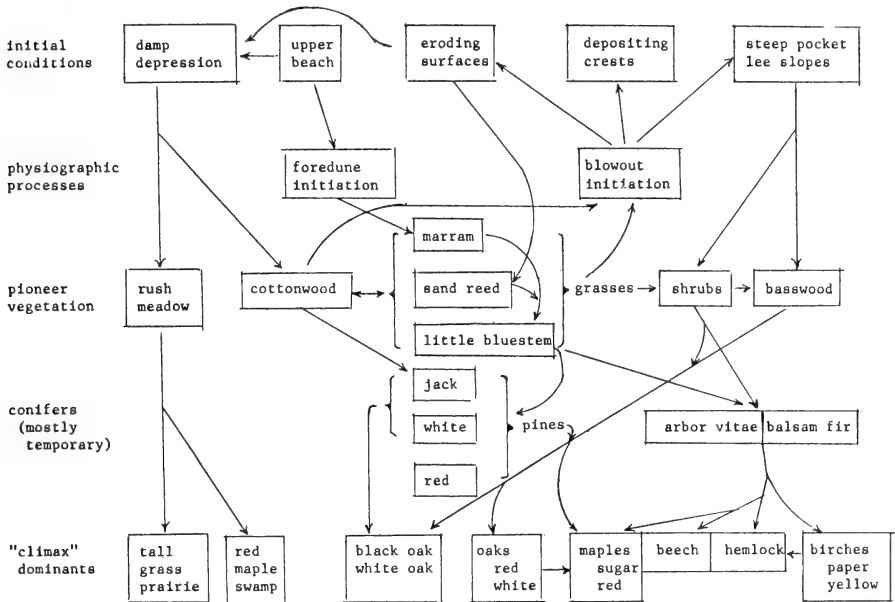 initial
conditions
damp
depression
upper
beach
eroding
surfaces
depositing
crests
steep pocket
lee slopes
physiographic
processes
foredune
initiation
blowout
initiation
pioneer
vegetation
rush
meadow
cottonwood
marram
sand reed
little bluestem
grasses
shrubs
basswood
conifers
(mostly
temporary)
jack
white
red
pines
arbor vitae
balsam fir
"climax"
dominants
tall
grass
prairie
red
maple
swamp
black oak
white oak
oaks
red
white
maples
sugar
red
beech
hemlock
birches
paper
yellow